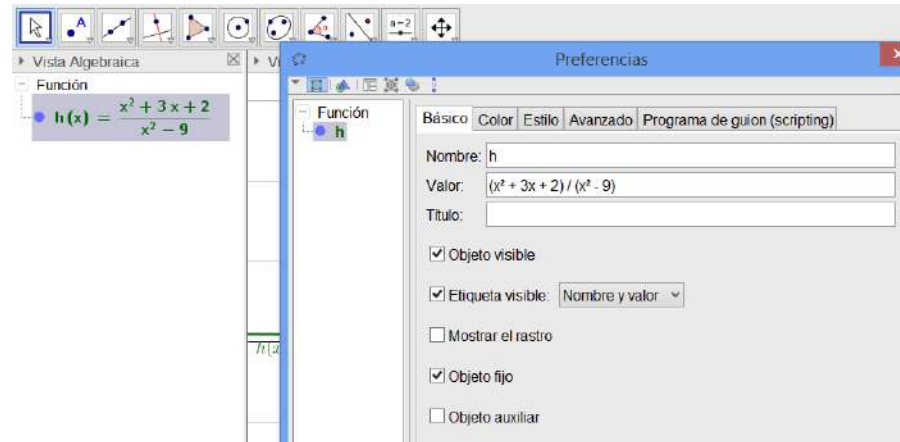 A
a=2
Vista Algebraica
Función
h(x) = (x² + 3 x + 2) / (x² − 9)
Preferencias
Función
h
Básico Color Estilo Avanzado Programa de guion (scripting)
Nombre: h
Valor: (x² + 3x + 2) / (x² - 9)
Título:
Objeto visible
Etiqueta visible: Nombre y valor
Mostrar el rastro
Objeto fijo
Objeto auxiliar